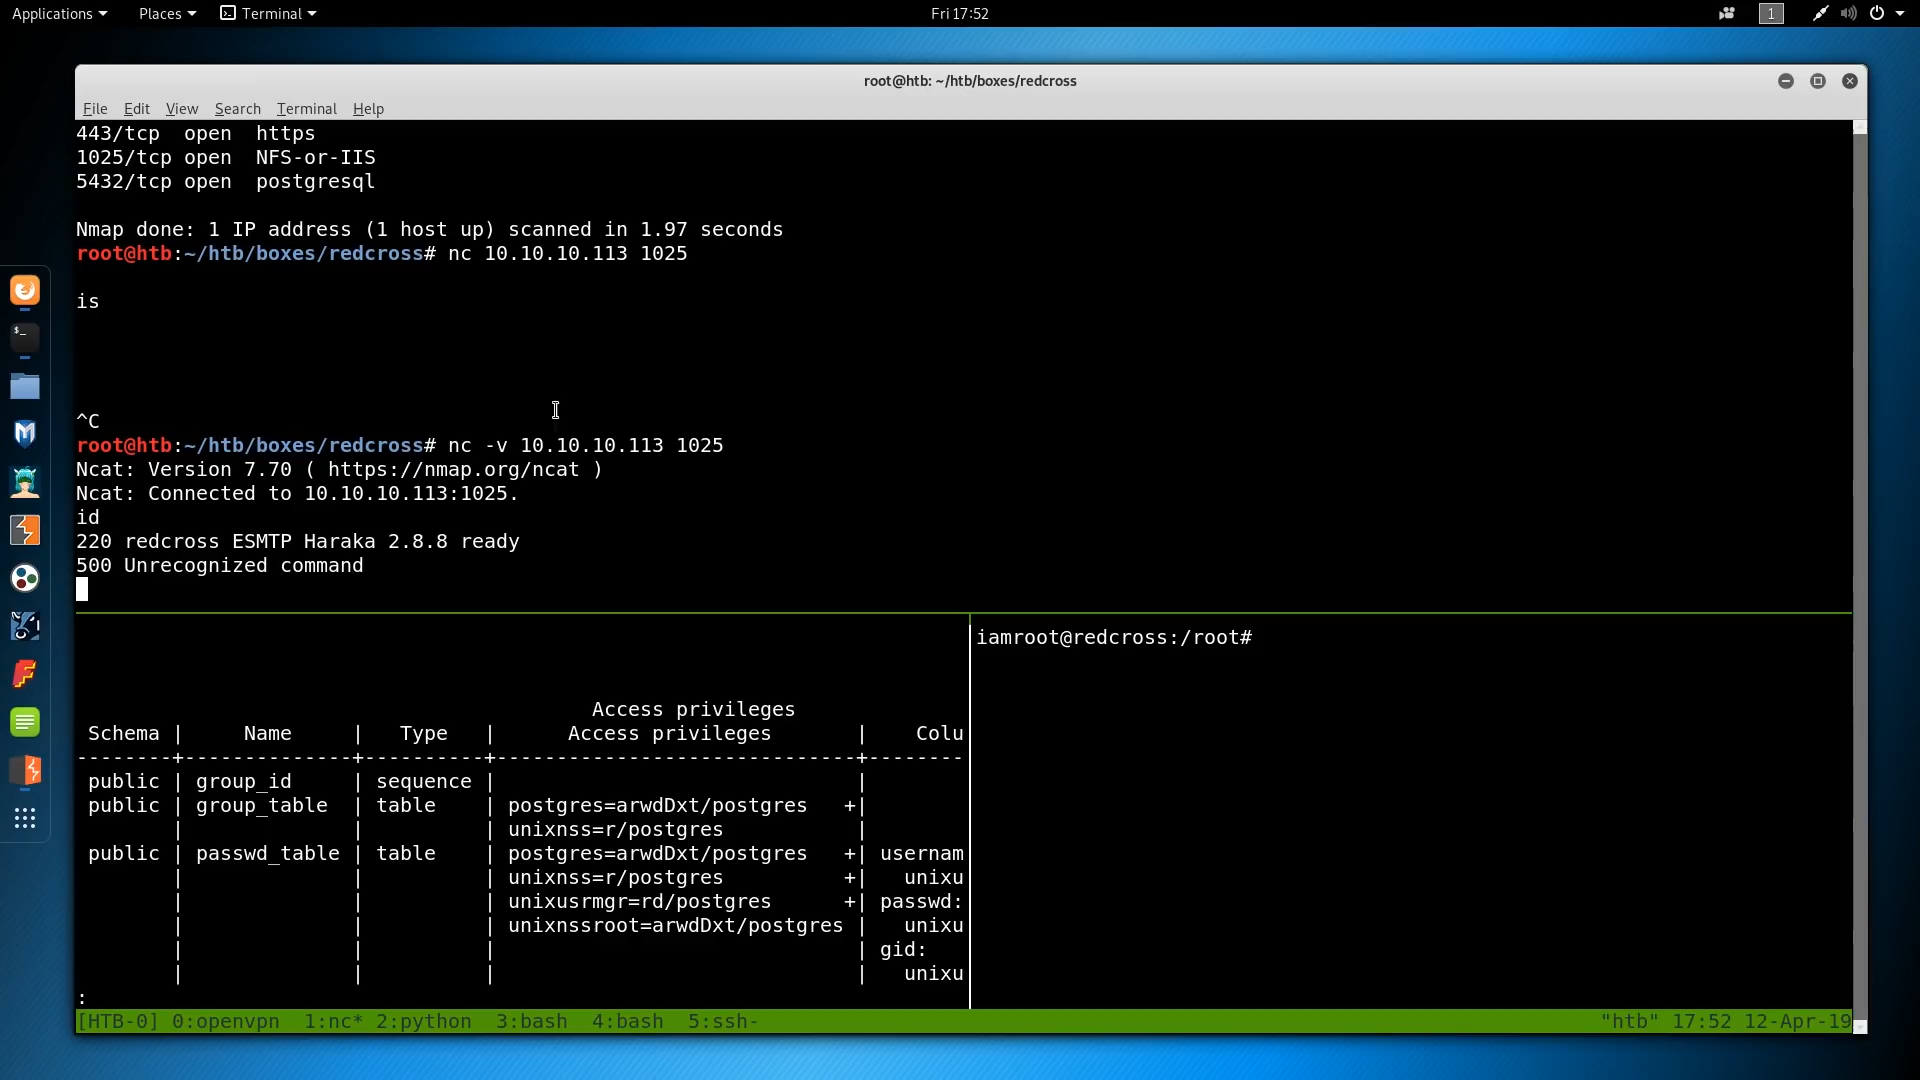 Applications Places Terminal Fri 17:52 1
root@htb: ~/htb/boxes/redcross
File Edit View Search Terminal Help
443/tcp  open  https
1025/tcp open  NFS-or-IIS
5432/tcp open  postgresql
Nmap done: 1 IP address (1 host up) scanned in 1.97 seconds
root@htb:~/htb/boxes/redcross# nc 10.10.10.113 1025
is
^C
root@htb:~/htb/boxes/redcross# nc -v 10.10.10.113 1025
Ncat: Version 7.70 ( https://nmap.org/ncat )
Ncat: Connected to 10.10.10.113:1025.
id
220 redcross ESMTP Haraka 2.8.8 ready
500 Unrecognized command
Access privileges
Schema |     Name     |   Type   |      Access privileges       |    Colu
--------+--------------+----------+------------------------------+--------
public | group_id     | sequence |                              |
public | group_table  | table    | postgres=arwdDxt/postgres   +|
|              |          | unixnss=r/postgres           |
public | passwd_table | table    | postgres=arwdDxt/postgres   +| usernam
|              |          | unixnss=r/postgres          +|   unixu
|              |          | unixusrmgr=rd/postgres      +| passwd:
|              |          | unixnssroot=arwdDxt/postgres |   unixu
|              |          |                              | gid:
|              |          |                              |   unixu
:
iamroot@redcross:/root#
[HTB-0] 0:openvpn  1:nc* 2:python  3:bash  4:bash  5:ssh- "htb" 17:52 12-Apr-19